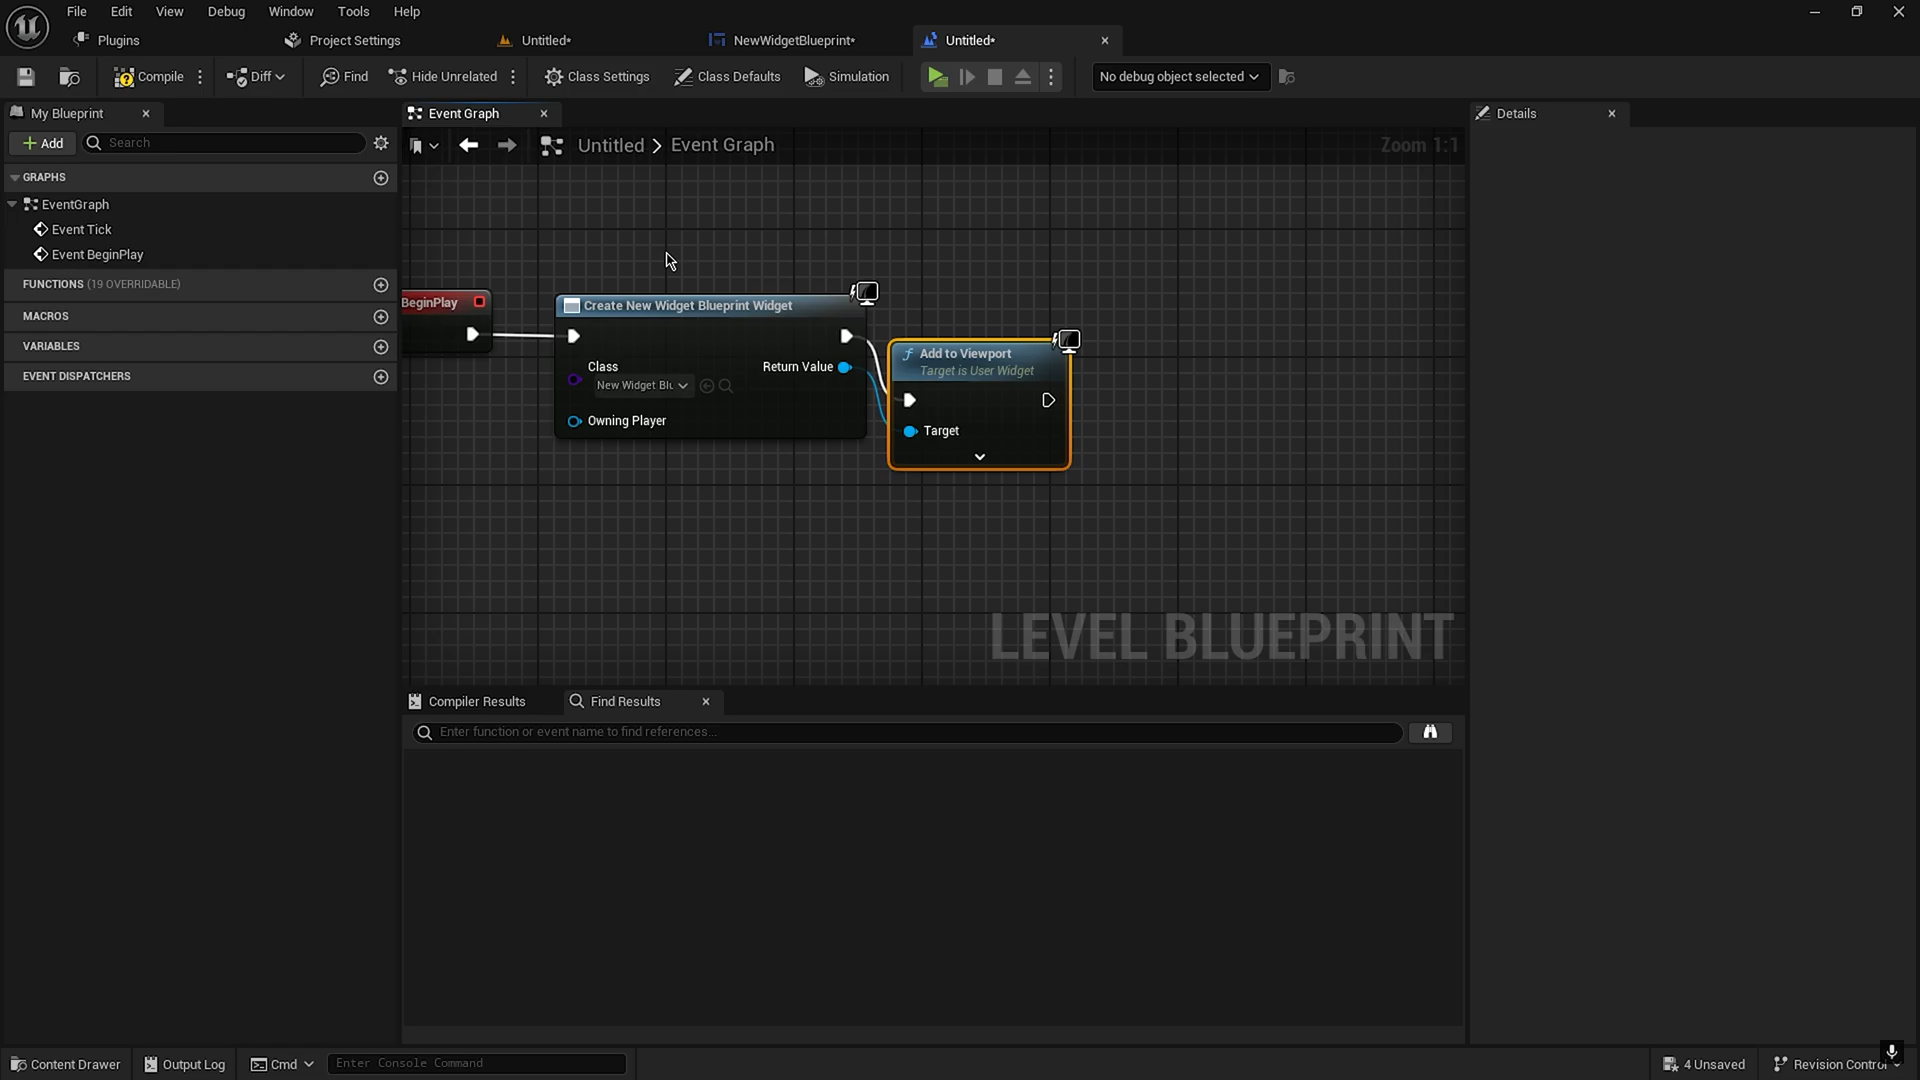 File Edit View Debug Window Tools Help
Plugins Project Settings Untitled* NewWidgetBlueprint* Untitled*
Compile Diff Find Hide Unrelated Class Settings Class Defaults Simulation No debug object selected
My Blueprint Event Graph Details
Add Search Untitled > Event Graph Zoom 1:1
GRAPHS
EventGraph
Event Tick
Event BeginPlay
FUNCTIONS (19 OVERRIDABLE)
MACROS
VARIABLES
EVENT DISPATCHERS
BeginPlay
Create New Widget Blueprint Widget
Class
New Widget Blu
Return Value
Owning Player
Add to Viewport
Target is User Widget
Target
LEVEL BLUEPRINT
Compiler Results Find Results
Enter function or event name to find references...
Content Drawer Output Log Cmd Enter Console Command 4 Unsaved Revision Control